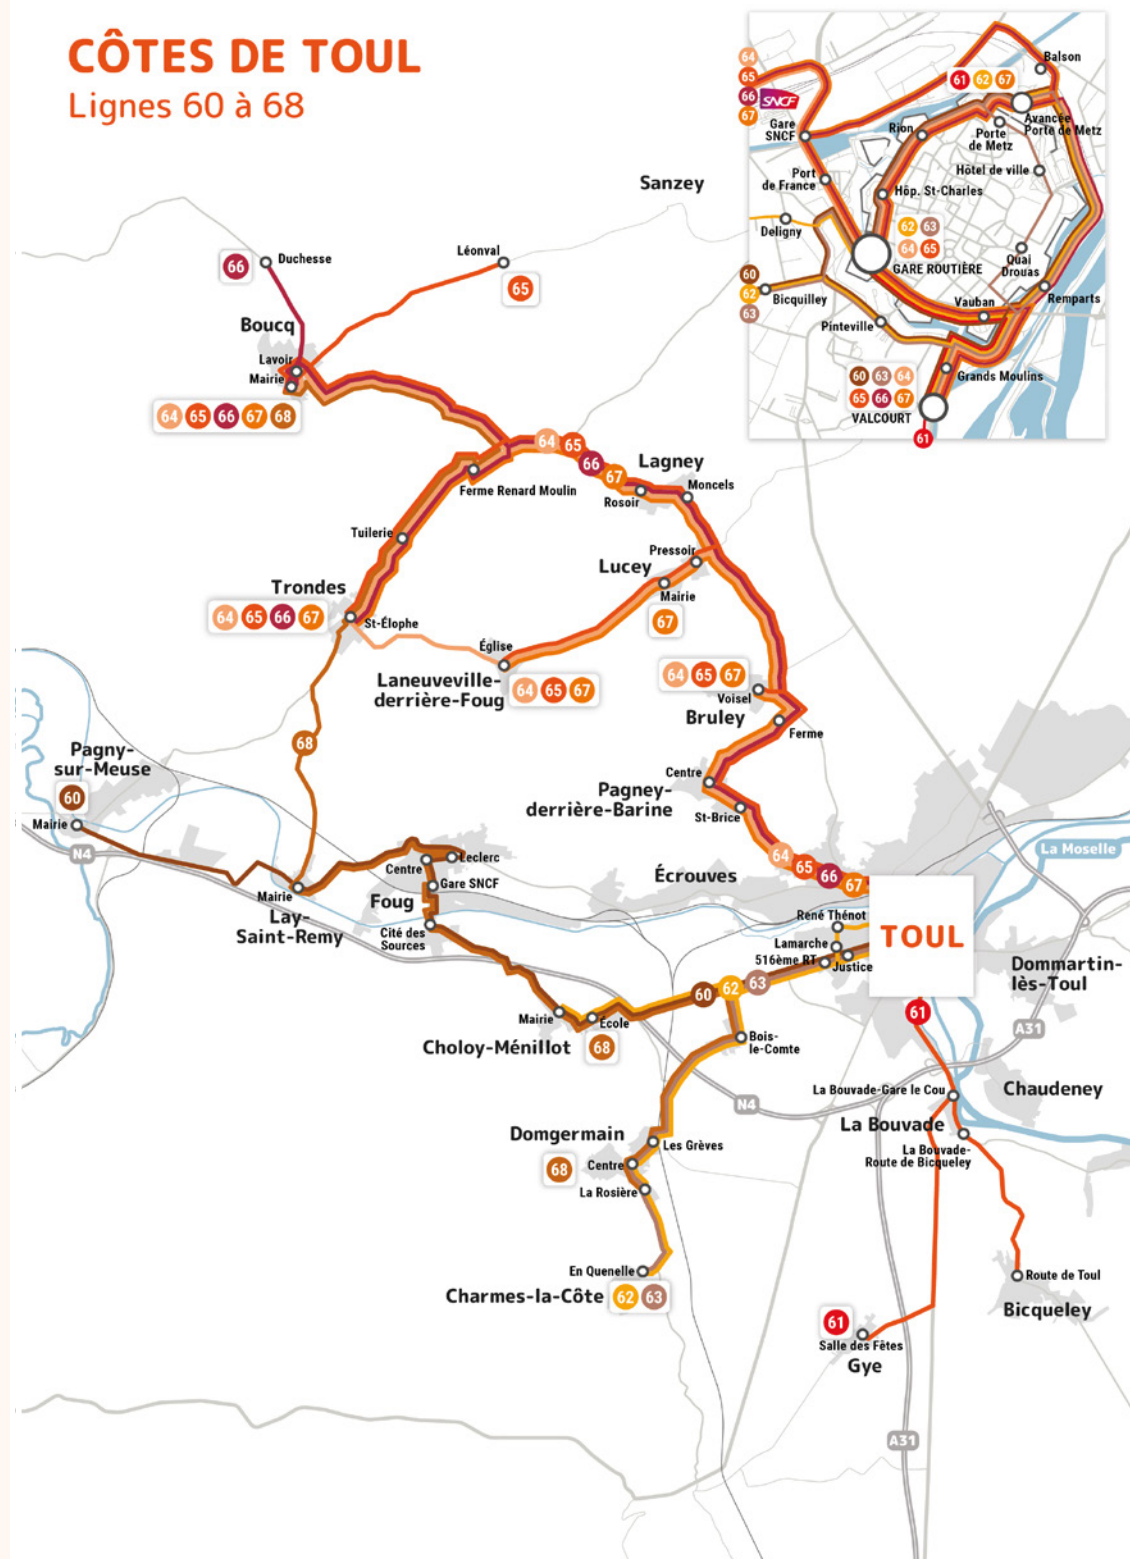 CÔTES DE TOUL
Lignes 60 à 68
64
65
66
67
SNCF
Gare
SNCF
Balson
61 62 67
Avancée
Porte de Metz
Porte
de Metz
Rion
Hôtel de ville
Port
de France
Hôp. St-Charles
Deligny
62 63
64 65
GARE ROUTIÈRE
Quai
Drouas
60
62
63
Bicquilley
Vauban
Remparts
Pinteville
60 63 64
65 66 67
VALCOURT
Grands Moulins
61
Sanzey
66
Duchesse
Léonval
65
Boucq
Lavoir
Mairie
64 65 66 67 68
64
65
66
67
Lagney
Ferme Renard Moulin
Rosoir
Moncels
Tuilerie
Pressoir
Lucey
Mairie
67
Trondes
64 65 66 67
St-Élophe
Église
Laneuveville-
derrière-Foug
64 65 67
64 65 67
Voisel
Bruley
Ferme
68
Pagny-
sur-Meuse
60
Mairie
N4
Centre
Pagney-
derrière-Barine
St-Brice
64
65
66
67
Leclerc
Centre
Gare SNCF
Foug
Cité des
Sources
Mairie
Lay-
Saint-Remy
Écrouves
La Moselle
René Thénot
Lamarche
516ème RT
Justice
TOUL
60
62
63
Dommartin-
lès-Toul
A31
61
Mairie
École
Choloy-Ménillot
68
Bois-
le-Comte
N4
La Bouvade-Gare le Cou
Chaudeney
La Bouvade
La Bouvade-
Route de Bicqueley
Domgermain
Les Grèves
68
Centre
La Rosière
En Quenelle
Charmes-la-Côte
62 63
Route de Toul
Bicqueley
61
Salle des Fêtes
Gye
A31